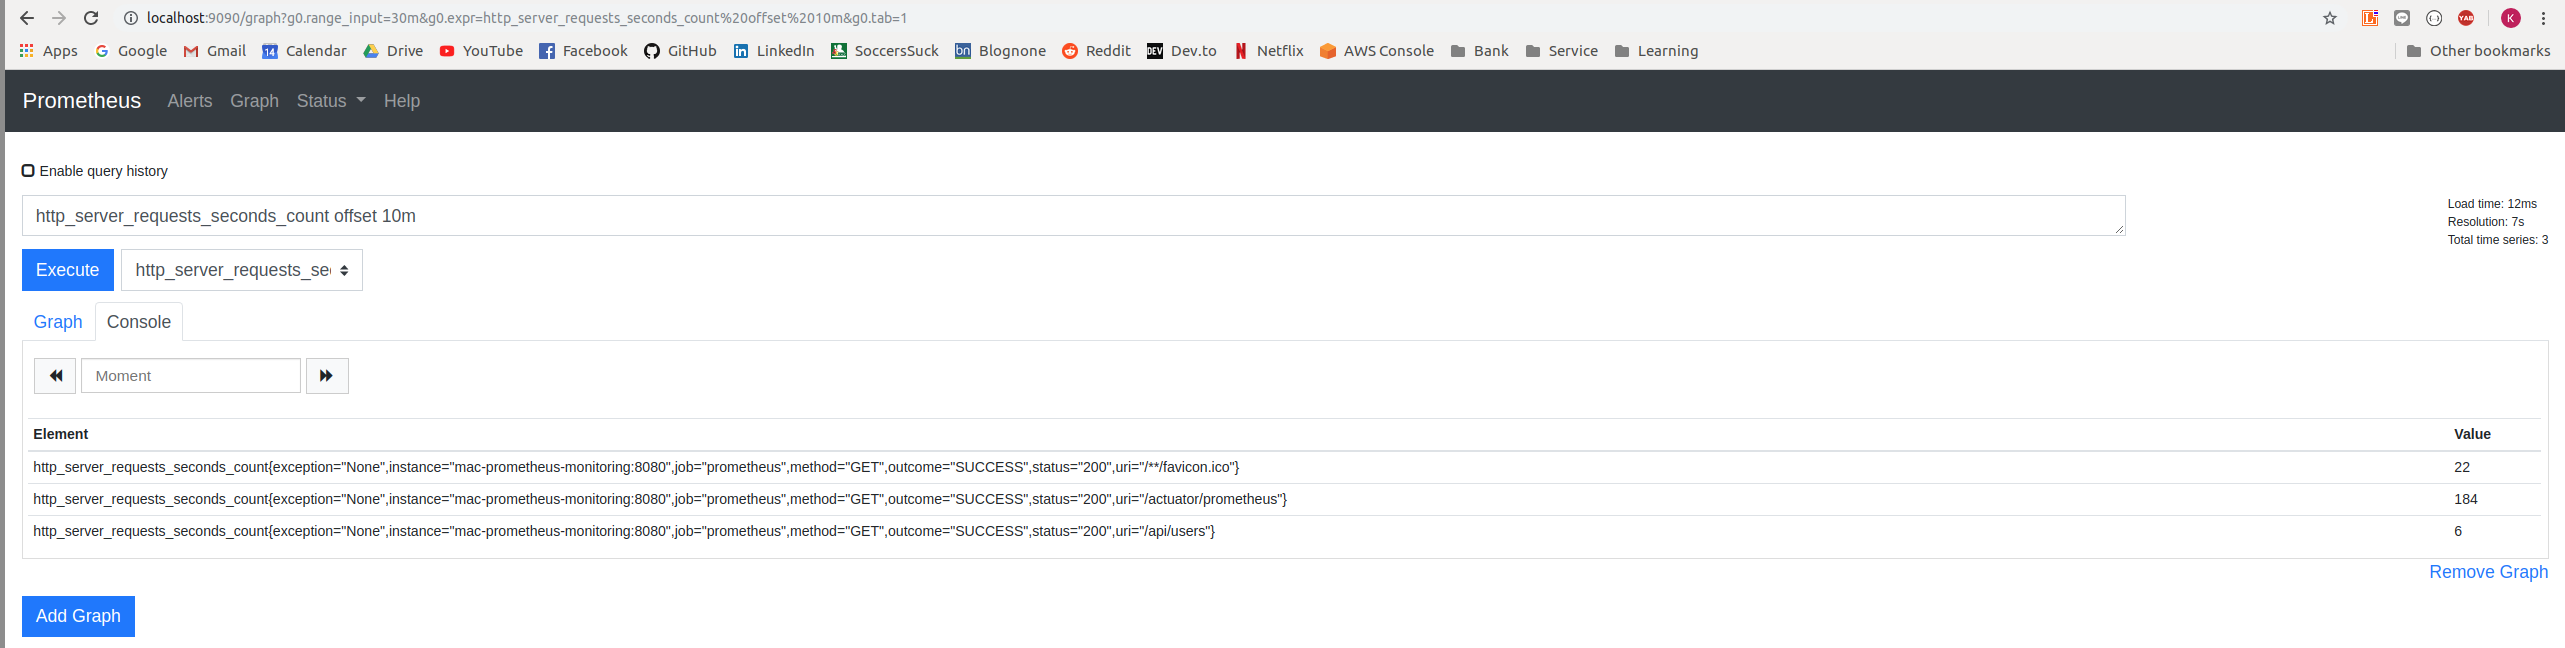 localhost:9090/graph?g0.range_input=30m&g0.expr=http_server_requests_seconds_count%20offset%2010m&g0.tab=1
Apps Google Gmail Calendar Drive YouTube Facebook GitHub LinkedIn SoccersSuck Blognone Reddit Dev.to Netflix AWS Console Bank Service Learning Other bookmarks
Prometheus Alerts Graph Status Help
Enable query history
http_server_requests_seconds_count offset 10m
Load time: 12ms
Resolution: 7s
Total time series: 3
Execute http_server_requests_se
Graph Console
Moment
Element Value
http_server_requests_seconds_count{exception="None",instance="mac-prometheus-monitoring:8080",job="prometheus",method="GET",outcome="SUCCESS",status="200",uri="/**/favicon.ico"} 22
http_server_requests_seconds_count{exception="None",instance="mac-prometheus-monitoring:8080",job="prometheus",method="GET",outcome="SUCCESS",status="200",uri="/actuator/prometheus"} 184
http_server_requests_seconds_count{exception="None",instance="mac-prometheus-monitoring:8080",job="prometheus",method="GET",outcome="SUCCESS",status="200",uri="/api/users"} 6
Remove Graph
Add Graph